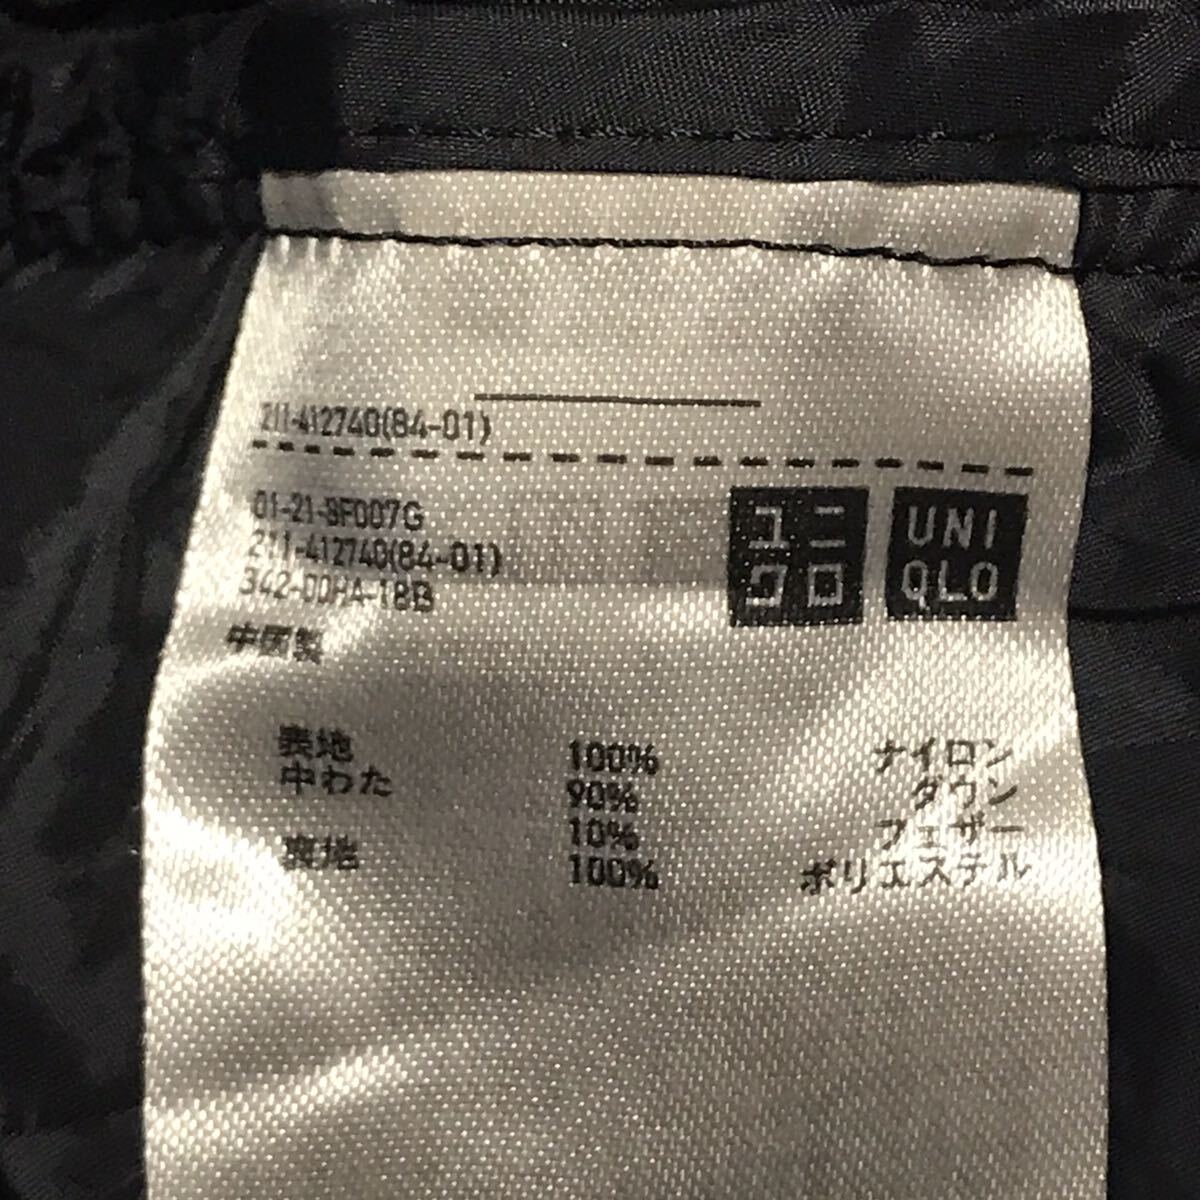 211-412740(84-01)
01-21-8F007G
211-412740(84-01)
342-DDHA-18B
中国製
ユニ
クロ
UNI
QLO
表地 100% ナイロン
中わた 90% ダウン
10% フェザー
裏地 100% ポリエステル